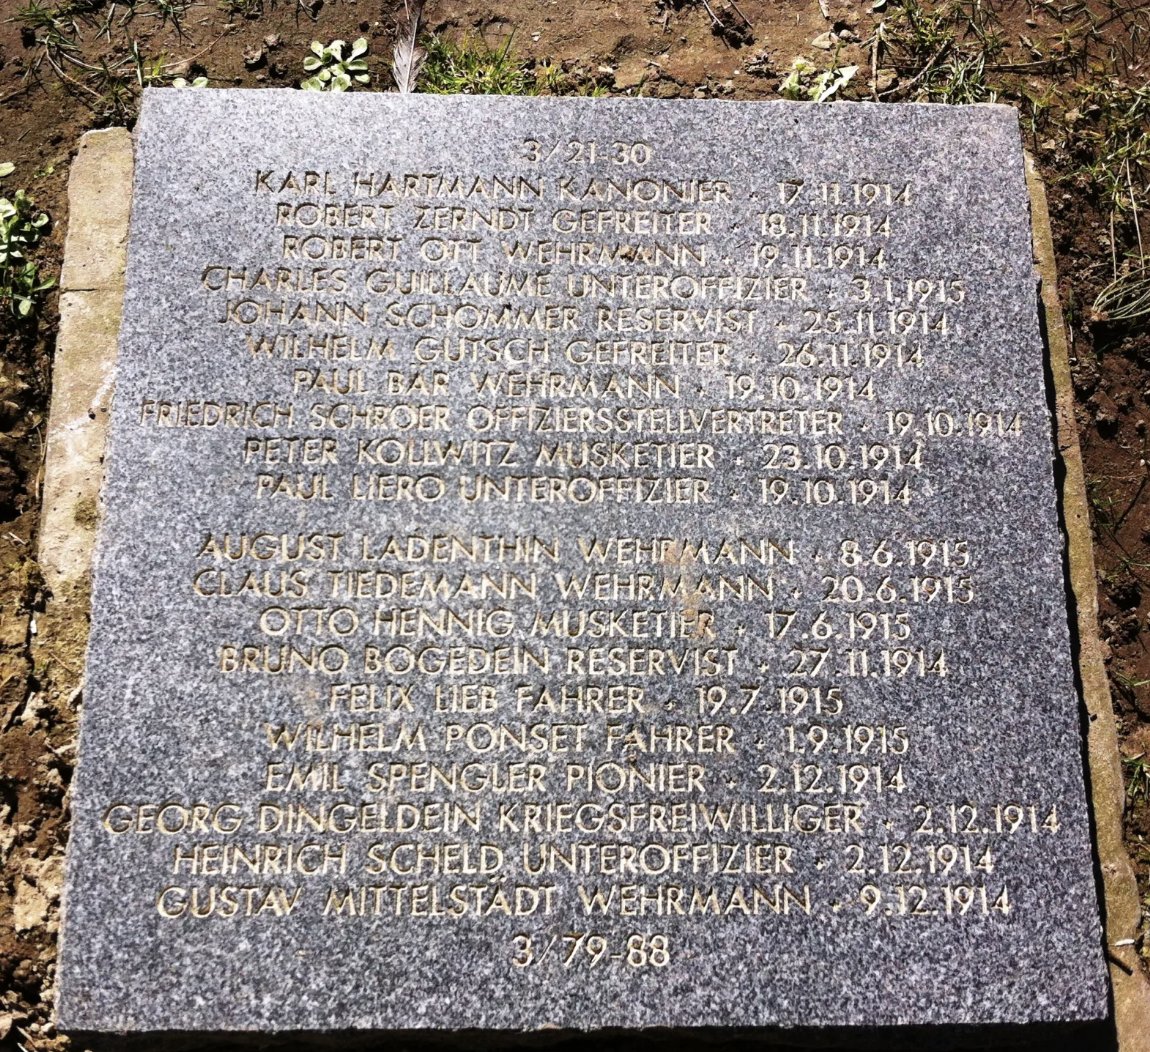 3/21-30
KARL HARTMANN KANONIER + 17.11.1914
ROBERT ZERNDT GEFREITER + 18.11.1914
ROBERT OTT WEHRMANN + 19.11.1914
CHARLES GUILLAUME UNTEROFFIZIER + 3.1.1915
JOHANN SCHOMMER RESERVIST + 25.11.1914
WILHELM GUTSCH GEFREITER + 26.11.1914
PAUL BÄR WEHRMANN + 19.10.1914
FRIEDRICH SCHRÖER OFFIZIERSSTELLVERTRETER + 19.10.1914
PETER KOLLWITZ MUSKETIER + 23.10.1914
PAUL LIERO UNTEROFFIZIER + 19.10.1914
AUGUST LADENTHIN WEHRMANN + 8.6.1915
CLAUS TIEDEMANN WEHRMANN + 20.6.1915
OTTO HENNIG MUSKETIER + 17.6.1915
BRUNO BOGEDEIN RESERVIST + 27.11.1914
FELIX LIEB FAHRER + 19.7.1915
WILHELM PONSET FAHRER + 1.9.1915
EMIL SPENGLER PIONIER + 2.12.1914
GEORG DINGELDEIN KRIEGSFREIWILLIGER + 2.12.1914
HEINRICH SCHELD UNTEROFFIZIER + 2.12.1914
GUSTAV MITTELSTÄDT WEHRMANN + 9.12.1914
3/79-88